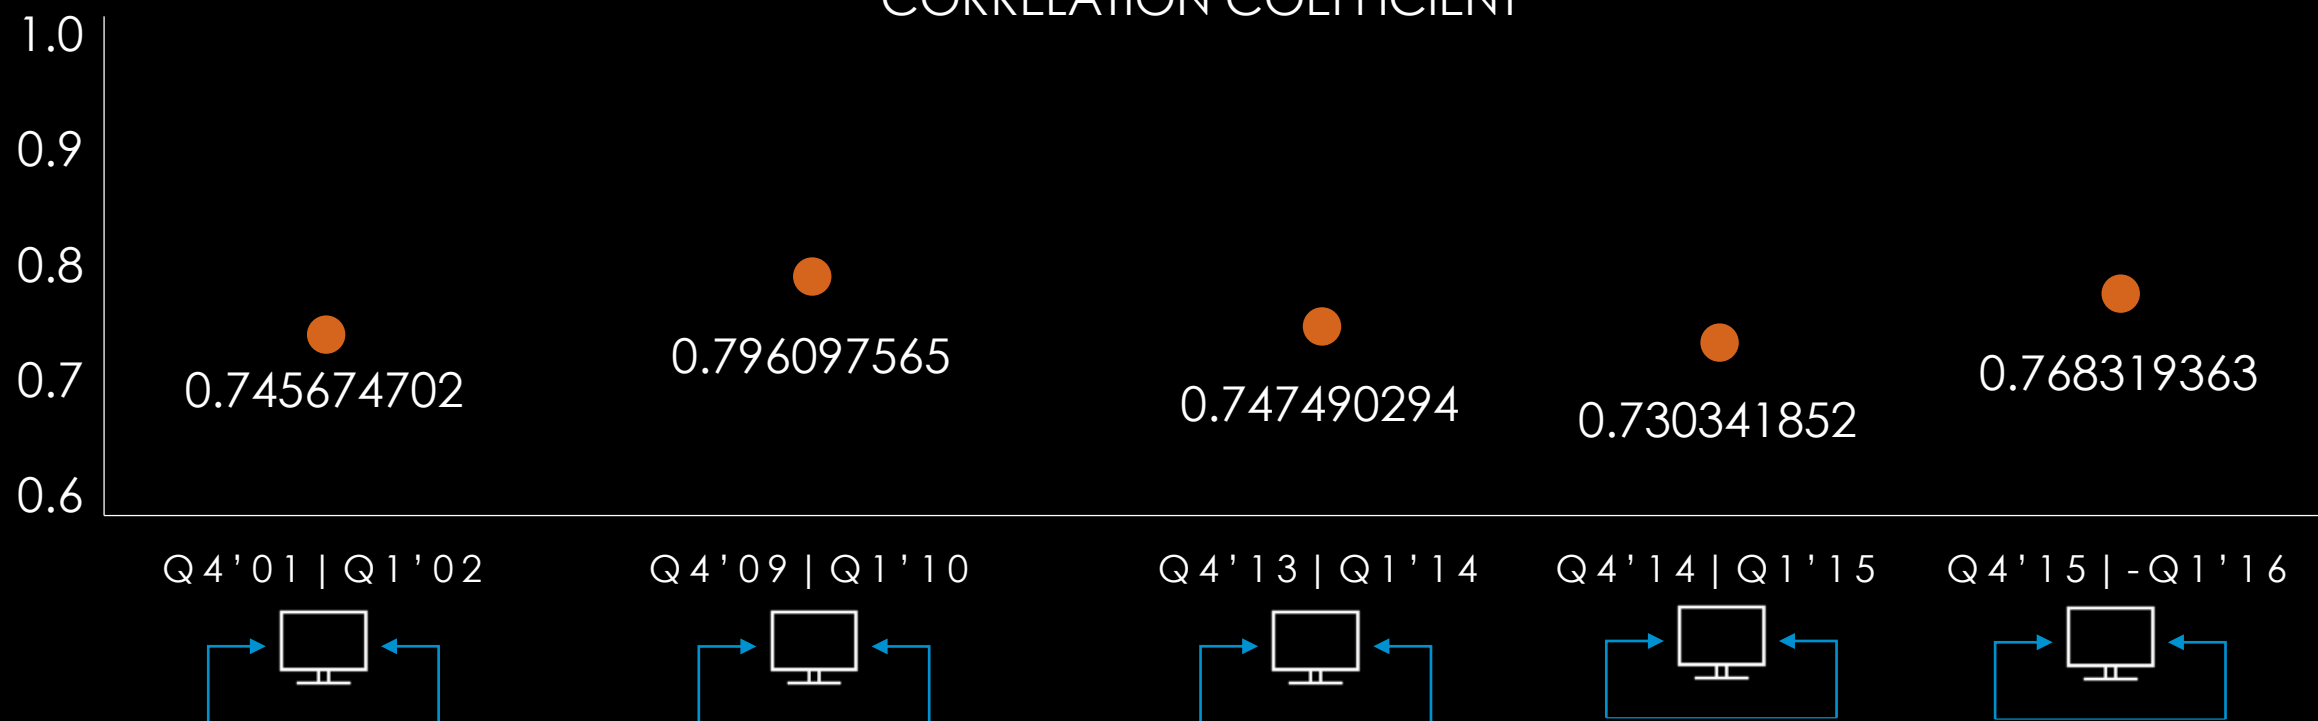 CORRELATION COEFFICIENT
1.0
0.9
0.8
0.7
0.6
0.745674702
0.796097565
0.747490294
0.730341852
0.768319363
Q4’01|Q1’02
Q4’09|Q1’10
Q4’13|Q1’14
Q4’14|Q1’15
Q4’15|-Q1’16